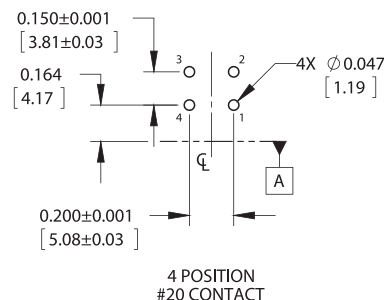 0.150±0.001
[3.81±0.03]
3 2
4X Ø0.047
[1.19]
0.164
[4.17]
4 1
℄
A
0.200±0.001
[5.08±0.03]
4 POSITION
#20 CONTACT